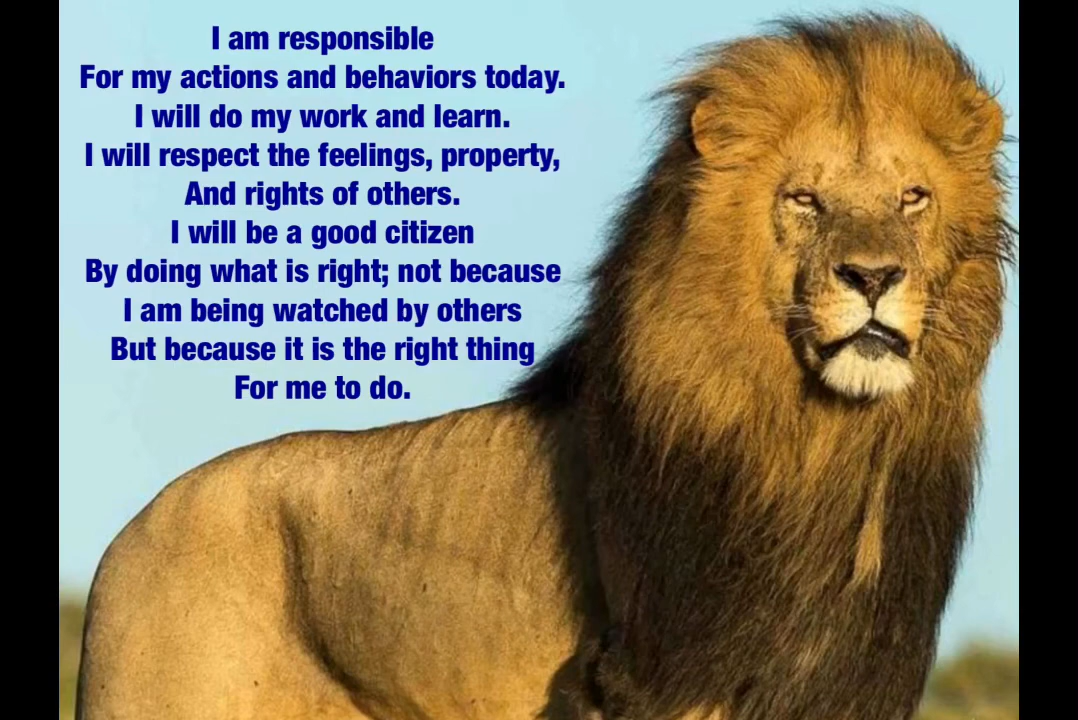 I am responsible
For my actions and behaviors today.
I will do my work and learn.
I will respect the feelings, property,
And rights of others.
I will be a good citizen
By doing what is right; not because
I am being watched by others
But because it is the right thing
For me to do.